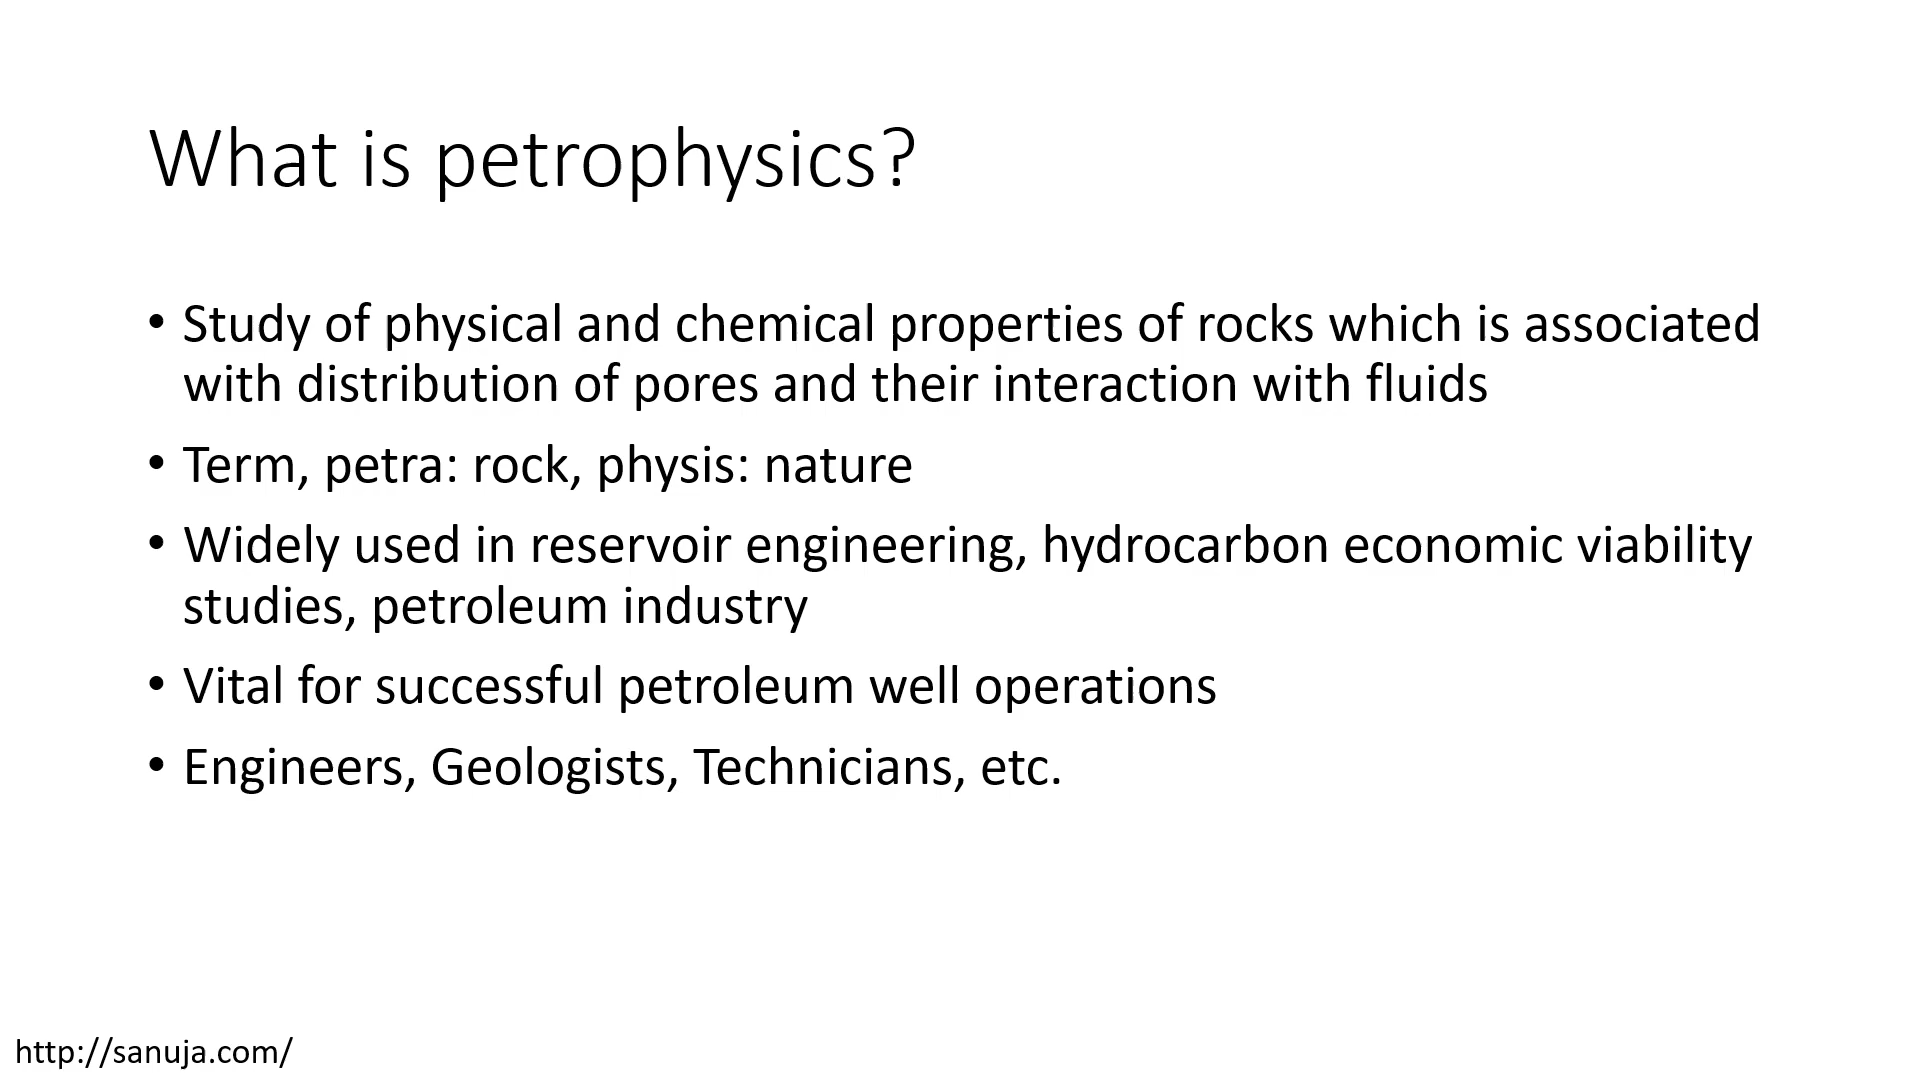 What is petrophysics?
• Study of physical and chemical properties of rocks which is associated
with distribution of pores and their interaction with fluids
• Term, petra: rock, physis: nature
• Widely used in reservoir engineering, hydrocarbon economic viability
studies, petroleum industry
• Vital for successful petroleum well operations
• Engineers, Geologists, Technicians, etc.
http://sanuja.com/